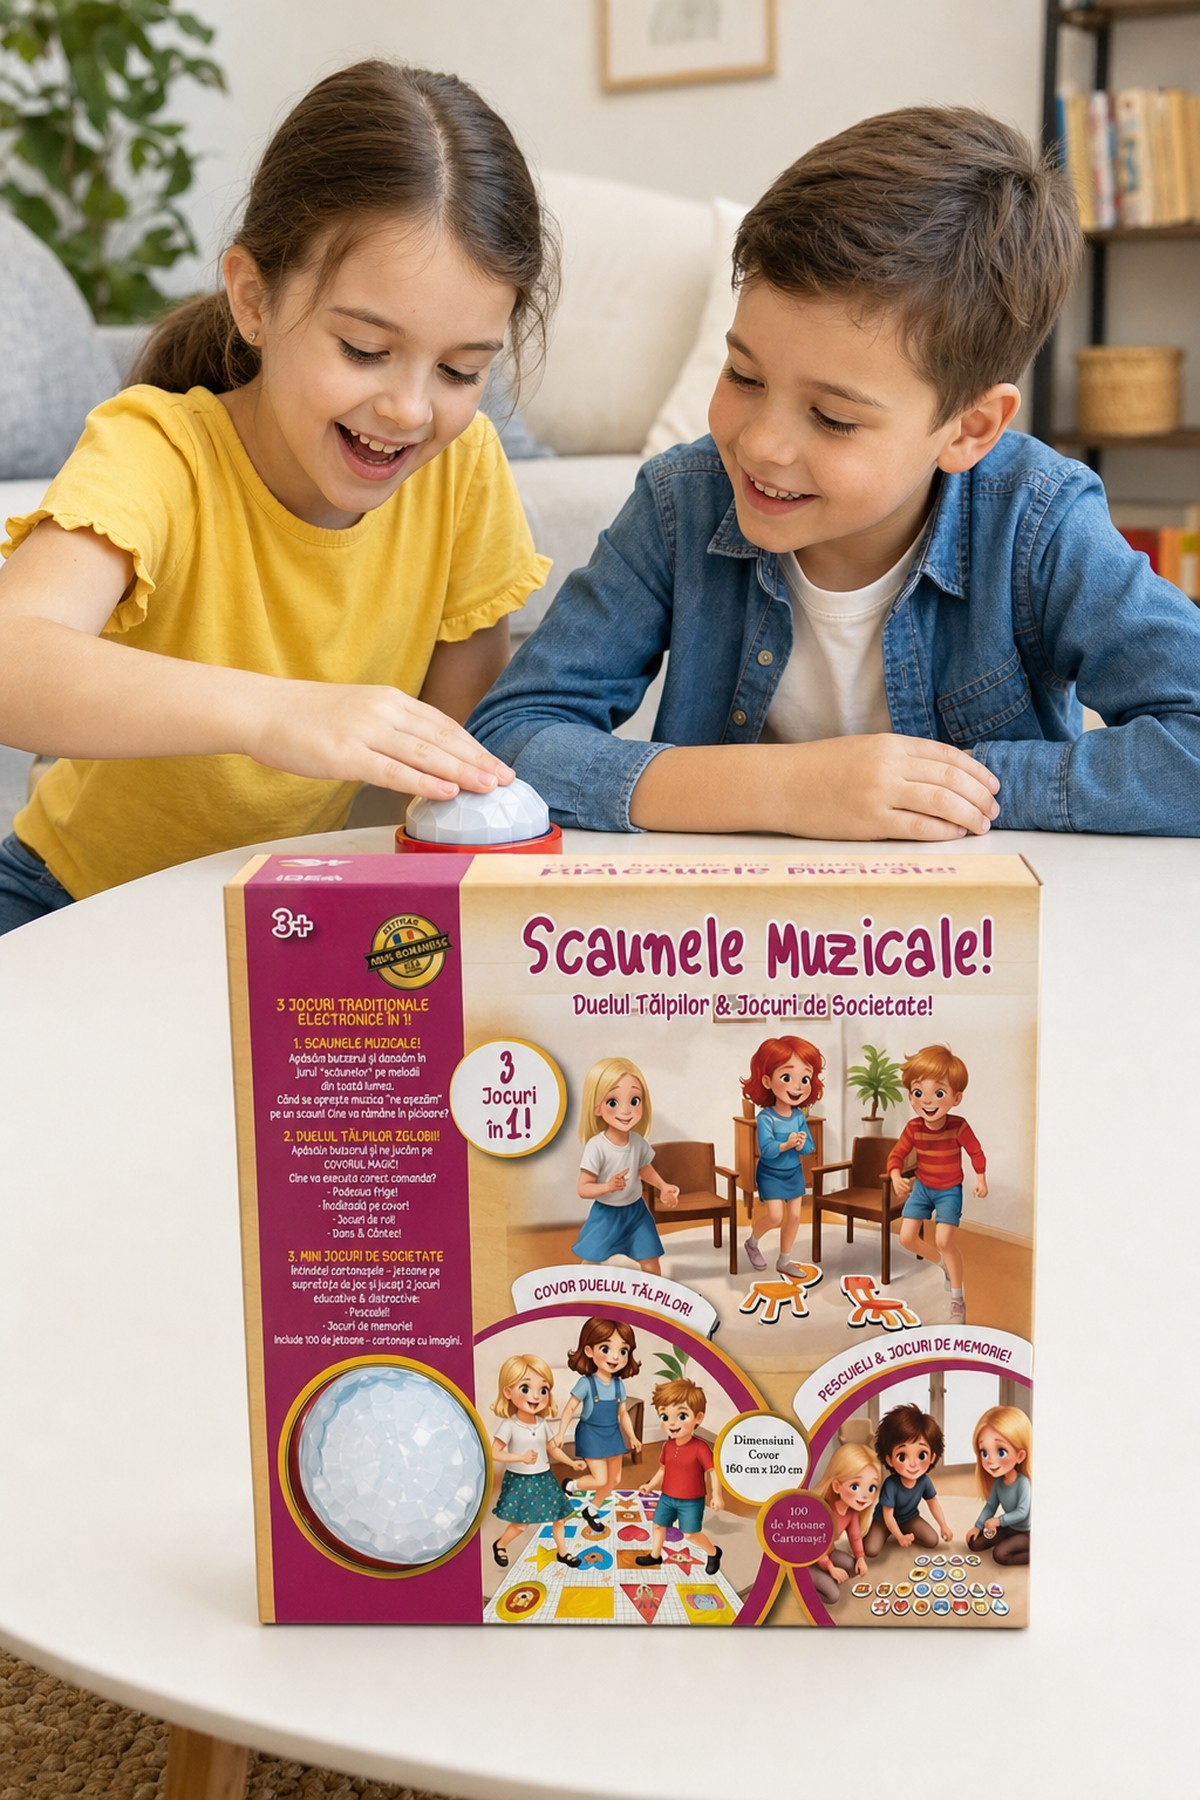 IDEA
3+
3 JOCURI TRADIȚIONALE
ELECTRONICE ÎN 1!
1. SCAUNELE MUZICALE!
Apăsăm buzzerul și dansăm în
jurul "scăunelor" pe melodii
din toată lumea.
Când se oprește muzica "ne așezăm"
pe un scaun! Cine va rămâne în picioare?
2. DUELUL TĂLPILOR ZGLOBII!
Apăsăm buzzerul și ne jucăm pe
COVORUL MAGIC!
Cine va executa corect comanda?
- Podeaua frige!
- Înoditziad pe covor!
- Jocuri de rol!
- Dans & Cântec!
3. MINI JOCURI DE SOCIETATE
cartonașele - jetoane pe
suprafața de joc și jucați 2 jocuri
educative & distractive:
- Pescuieli!
- Jocuri de memorie!
Include 100 de jetoane - cartonașe cu imagini.
Scaunele Muzicale!
Duelul Tălpilor & Jocuri de Societate!
3
Jocuri
în 1!
COVOR DUELUL TĂLPILOR!
PESCUIELI & JOCURI DE MEMORIE!
Dimensiuni
Covor
160 cm x 120 cm
100
de Jetoane
Cartonașe!